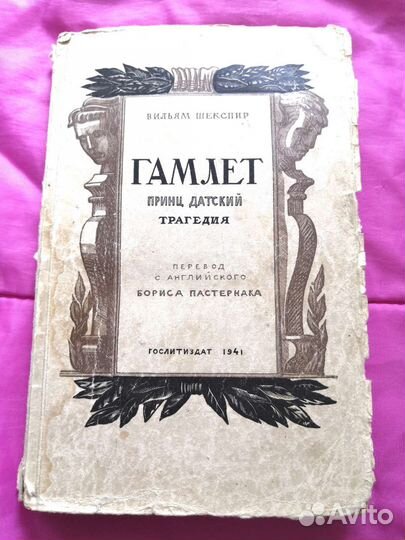 ВИЛЬЯМ ШЕКСПИР
ГАМЛЕТ
ПРИНЦ ДАТСКИЙ
ТРАГЕДИЯ
ПЕРЕВОД
С АНГЛИЙСКОГО
БОРИСА ПАСТЕРНАКА
ГОСЛИТИЗДАТ 1941
Avito